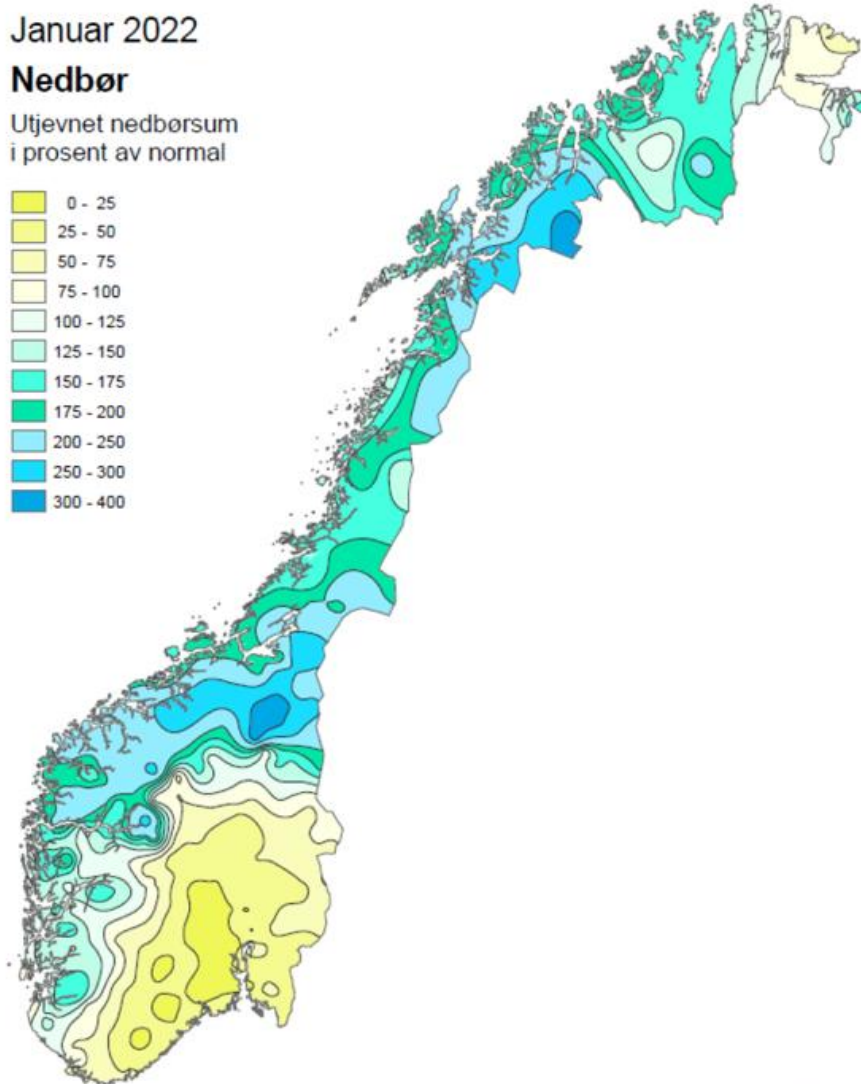 Januar 2022
Nedbør
Utjevnet nedbørsum
i prosent av normal
0 - 25
25 - 50
50 - 75
75 - 100
100 - 125
125 - 150
150 - 175
175 - 200
200 - 250
250 - 300
300 - 400